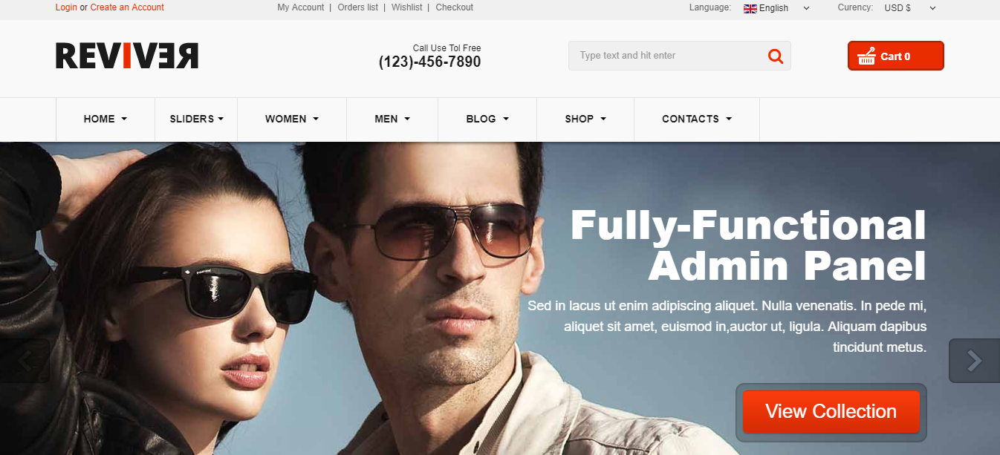 Login or Create an Account
My Account | Orders list | Wishlist | Checkout
Language: English
Curency: USD $
REVIVEЯ
Call Use Tol Free
(123)-456-7890
Type text and hit enter
Cart 0
HOME
SLIDERS
WOMEN
MEN
BLOG
SHOP
CONTACTS
Fully-Functional
Admin Panel
Sed in lacus ut enim adipiscing aliquet. Nulla venenatis. In pede mi,
aliquet sit amet, euismod in,auctor ut, ligula. Aliquam dapibus
tincidunt metus.
View Collection